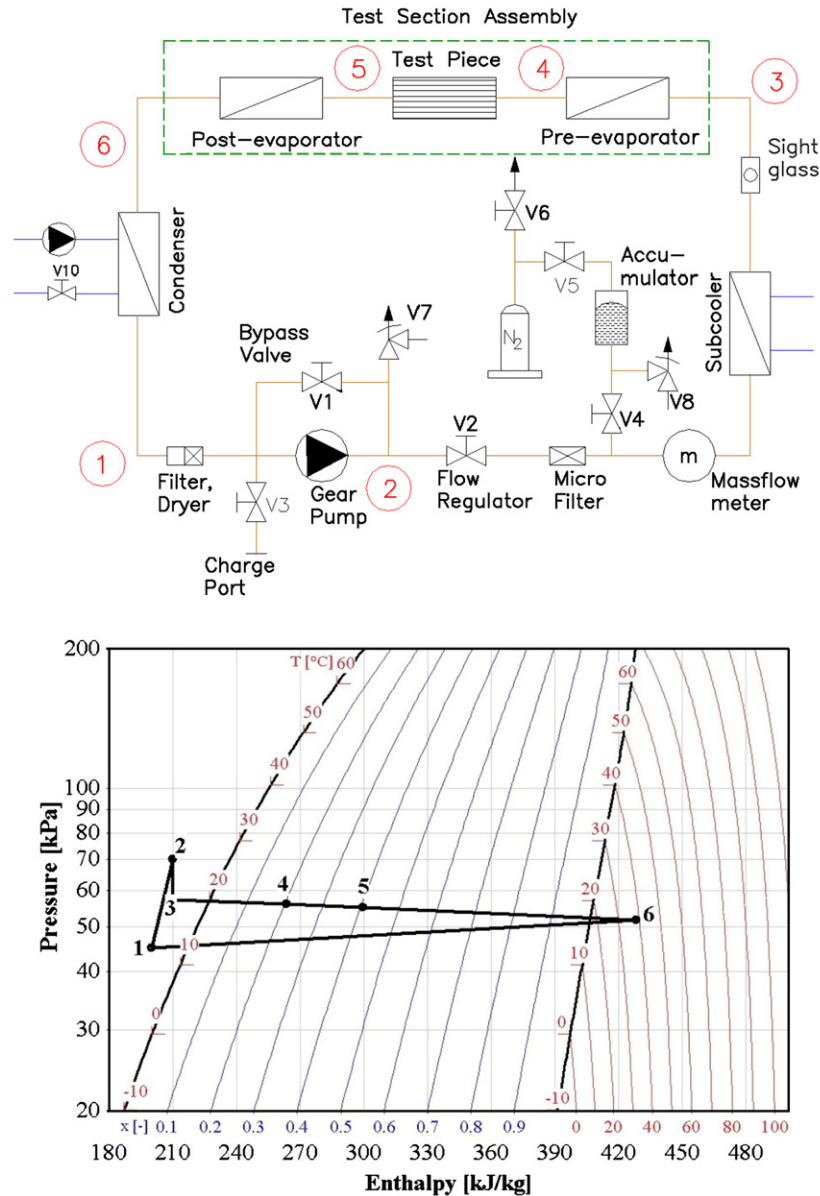 Test Section Assembly
5
Test Piece
4
3
6
Post-evaporator
Pre-evaporator
Sight
glass
V6
V10
Condenser
V5
Accu-
mulator
Subcooler
V7
Bypass
Valve
N2
V1
V2
V4
V8
1
m
Filter,
Dryer
V3
Gear
Pump
2
Flow
Regulator
Micro
Filter
Massflow
meter
Charge
Port
200
T [°C]
60
60
50
50
40
40
100
90
80
30
30
70
2
60
20
20
4
5
3
50
6
1
10
40
10
30
0
0
-10
-10
20
x [-] 0.1 0.2 0.3 0.4 0.5 0.6 0.7 0.8 0.9 0 20 40 60 80 100
180 210 240 270 300 330 360 390 420 450 480
Pressure [kPa]
Enthalpy [kJ/kg]